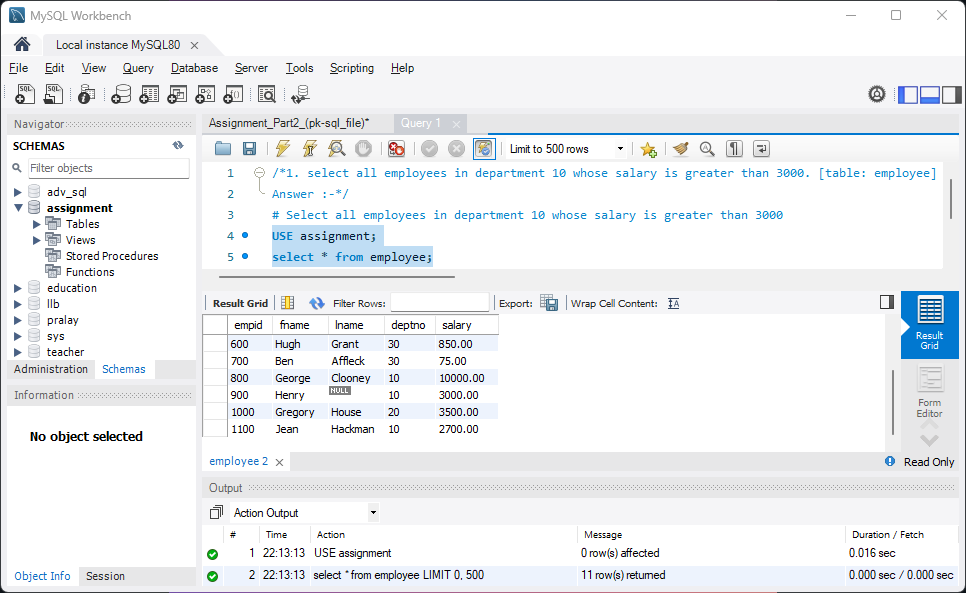 MySQL Workbench
Local instance MySQL80
File Edit View Query Database Server Tools Scripting Help
Navigator
SCHEMAS
Filter objects
adv_sql
assignment
Tables
Views
Stored Procedures
Functions
education
llb
pralay
sys
teacher
Administration Schemas
Information
No object selected
Object Info Session
Assignment_Part2_(pk-sql_file)* Query 1
Limit to 500 rows
1 /*1. select all employees in department 10 whose salary is greater than 3000. [table: employee]
2 Answer :-*/
3 # Select all employees in department 10 whose salary is greater than 3000
4 USE assignment;
5 select * from employee;
Result Grid Filter Rows: Export: Wrap Cell Content:
empid fname lname deptno salary
600 Hugh Grant 30 850.00
700 Ben Affleck 30 75.00
800 George Clooney 10 10000.00
900 Henry NULL 10 3000.00
1000 Gregory House 20 3500.00
1100 Jean Hackman 10 2700.00
Result
Grid
Form
Editor
employee 2 Read Only
Output
Action Output
# Time Action Message Duration / Fetch
1 22:13:13 USE assignment 0 row(s) affected 0.016 sec
2 22:13:13 select * from employee LIMIT 0, 500 11 row(s) returned 0.000 sec / 0.000 sec